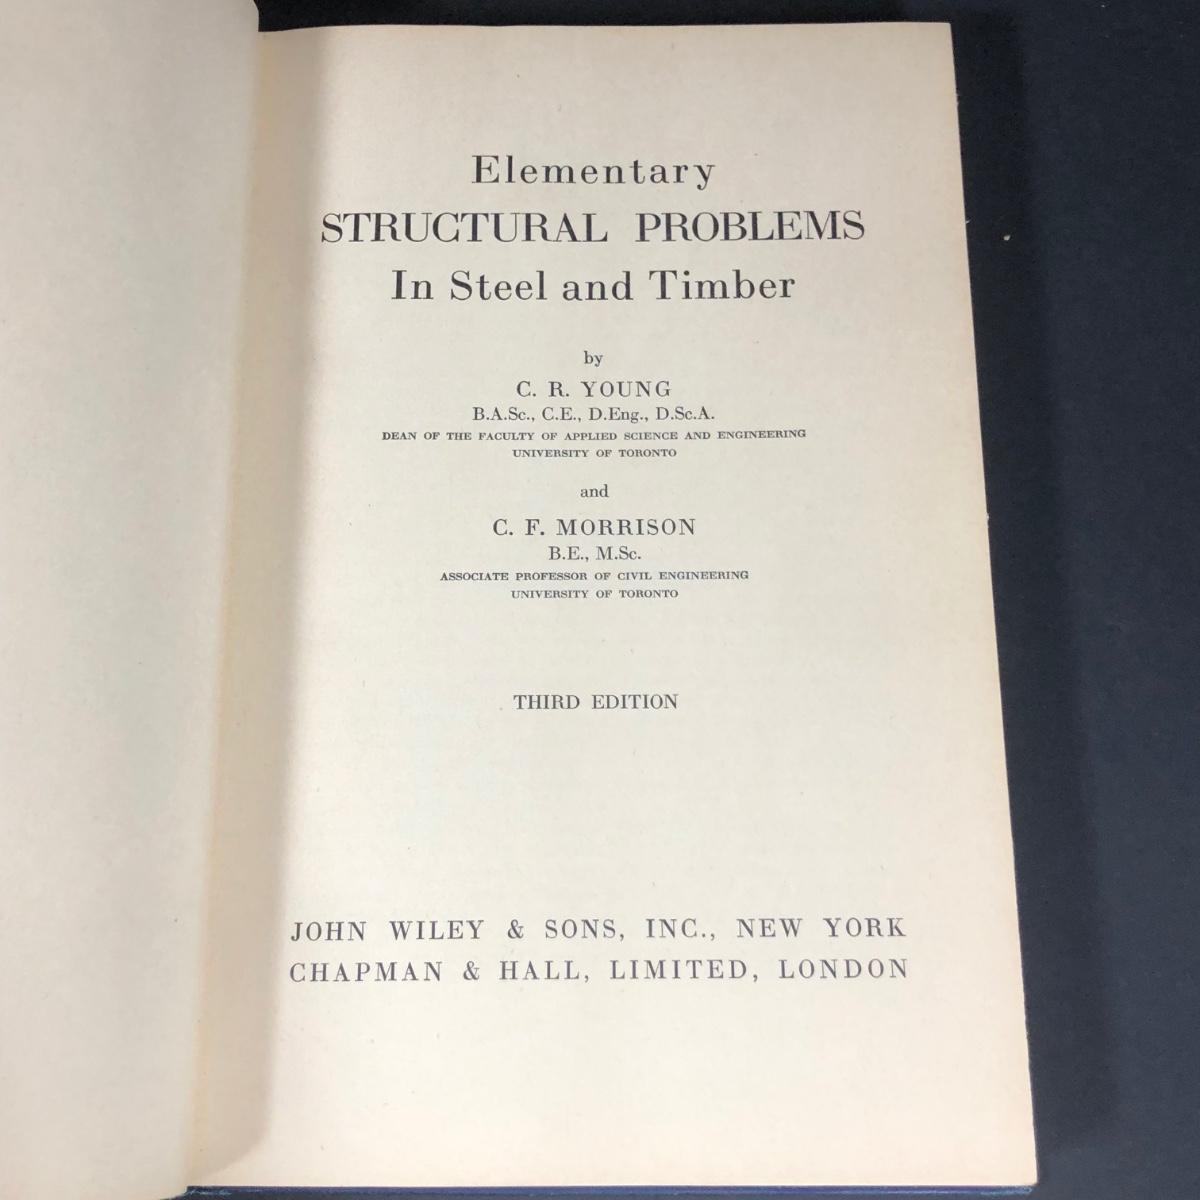 Elementary
STRUCTURAL PROBLEMS
In Steel and Timber
by
C. R. YOUNG
B.A.Sc., C.E., D.Eng., D.Sc.A.
DEAN OF THE FACULTY OF APPLIED SCIENCE AND ENGINEERING
UNIVERSITY OF TORONTO
and
C. F. MORRISON
B.E., M.Sc.
ASSOCIATE PROFESSOR OF CIVIL ENGINEERING
UNIVERSITY OF TORONTO
THIRD EDITION
JOHN WILEY & SONS, INC., NEW YORK
CHAPMAN & HALL, LIMITED, LONDON